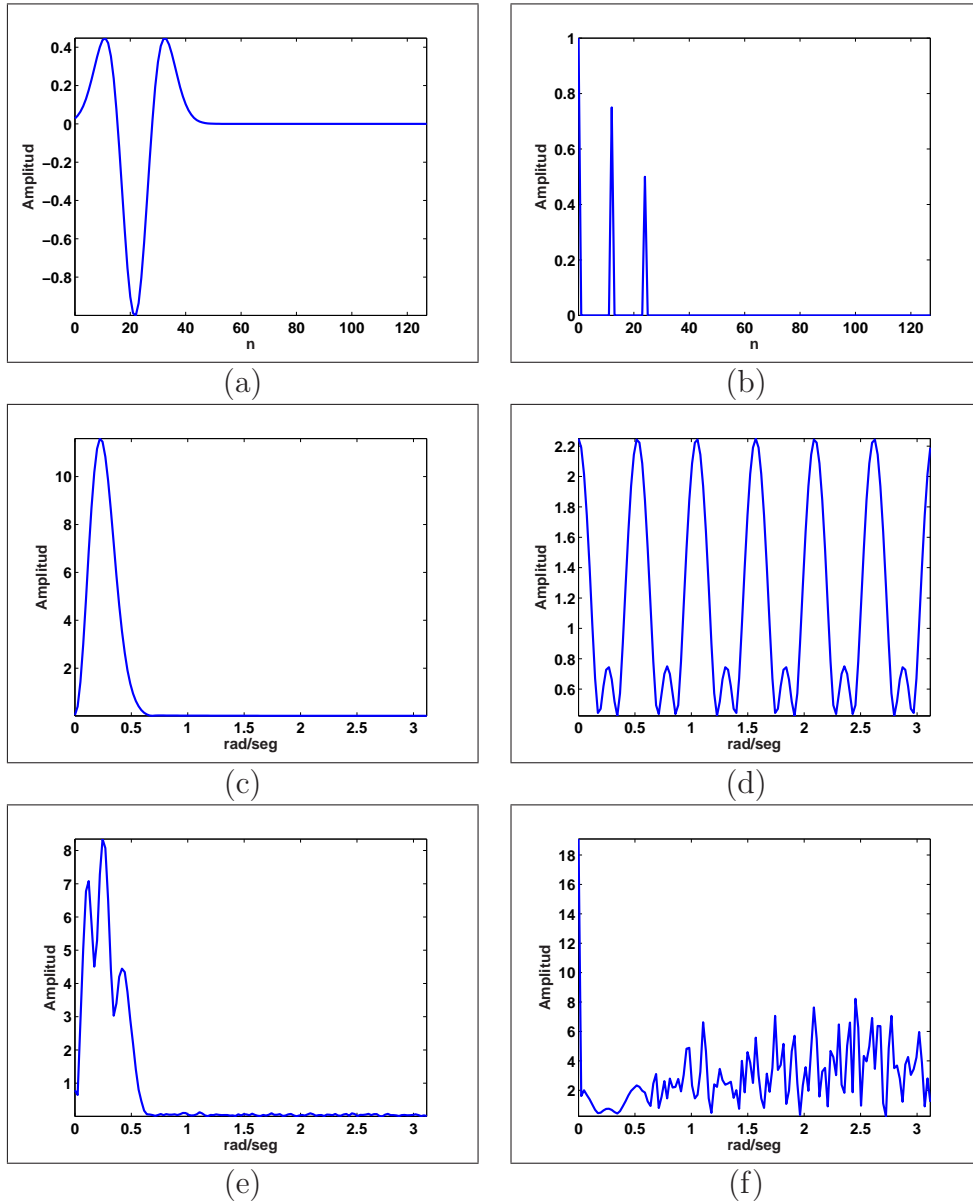 0.4
0.2
0
−0.2
−0.4
−0.6
−0.8
Amplitud
0 20 40 60 80 100 120
n
(a)
1
0.8
0.6
0.4
0.2
0
Amplitud
0 20 40 60 80 100 120
n
(b)
10
8
6
4
2
Amplitud
0 0.5 1 1.5 2 2.5 3
rad/seg
(c)
2.2
2
1.8
1.6
1.4
1.2
1
0.8
0.6
Amplitud
0 0.5 1 1.5 2 2.5 3
rad/seg
(d)
8
7
6
5
4
3
2
1
Amplitud
0 0.5 1 1.5 2 2.5 3
rad/seg
(e)
18
16
14
12
10
8
6
4
2
Amplitud
0 0.5 1 1.5 2 2.5 3
rad/seg
(f)